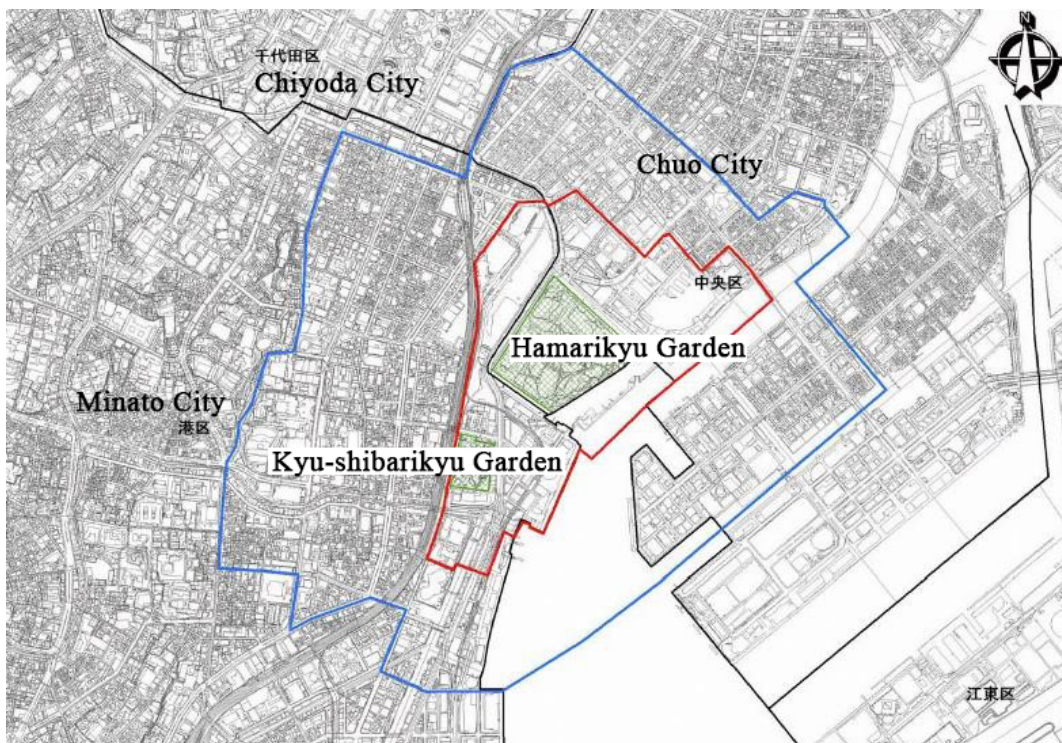 N
千代田区
Chiyoda City
Chuo City
中央区
Hamarikyu Garden
Minato City
港区
Kyu-shibarikyu Garden
江東区